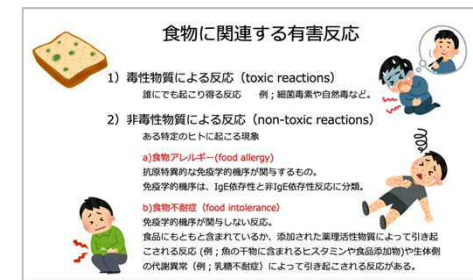 食物に関連する有害反応
1）毒性物質による反応（toxic reactions）
誰にでも起こり得る反応　例；細菌毒素や自然毒など。
2）非毒性物質による反応（non-toxic reactions）
ある特定のヒトに起こる現象
a)食物アレルギー(food allergy)
抗原特異的な免疫学的機序が関与するもの。
免疫学的機序は、IgE依存性と非IgE依存性反応に分類。
b)食物不耐症（food intolerance）
免疫学的機序が関与しない反応。
食品にもともと含まれているか、添加された薬理活性物質によって引き起
こされる反応（例；魚の干物に含まれるヒスタミンや食品添加物)や生体側
の代謝異常（例；乳糖不耐症）によって引き起こされる反応がある。